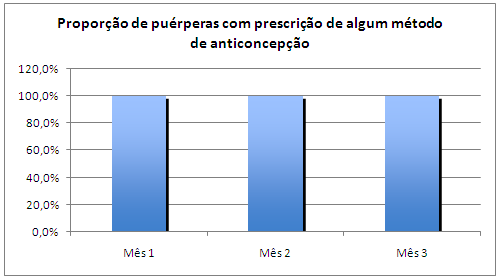 Proporção de puérperas com prescrição de algum método
de anticoncepção
120,0%
100,0%
80,0%
60,0%
40,0%
20,0%
0,0%
Mês 1 Mês 2 Mês 3